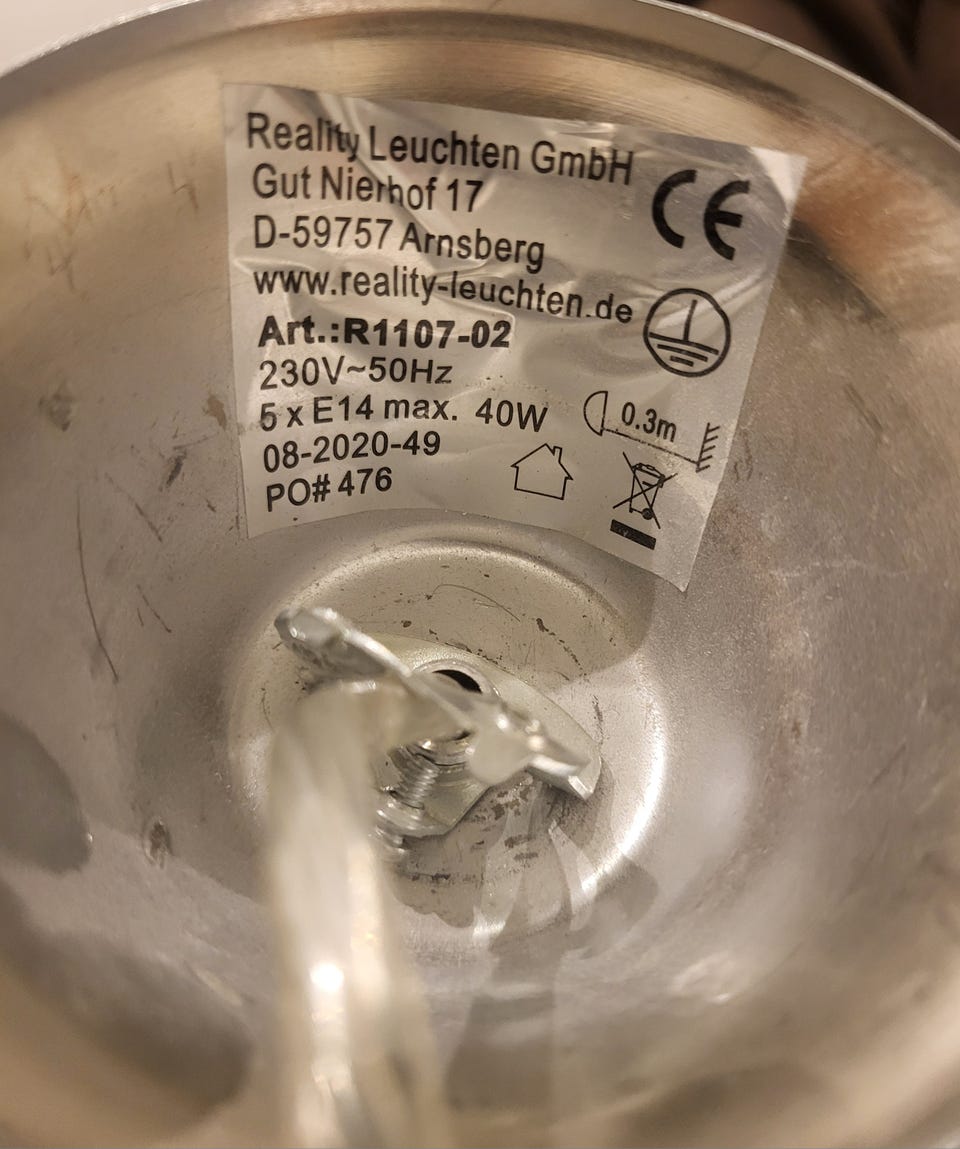 Reality Leuchten GmbH
Gut Nierhof 17
D-59757 Arnsberg
www.reality-leuchten.de
CE
Art.:R1107-02
230V~50Hz
5 x E14 max. 40W
0.3m
08-2020-49
PO# 476